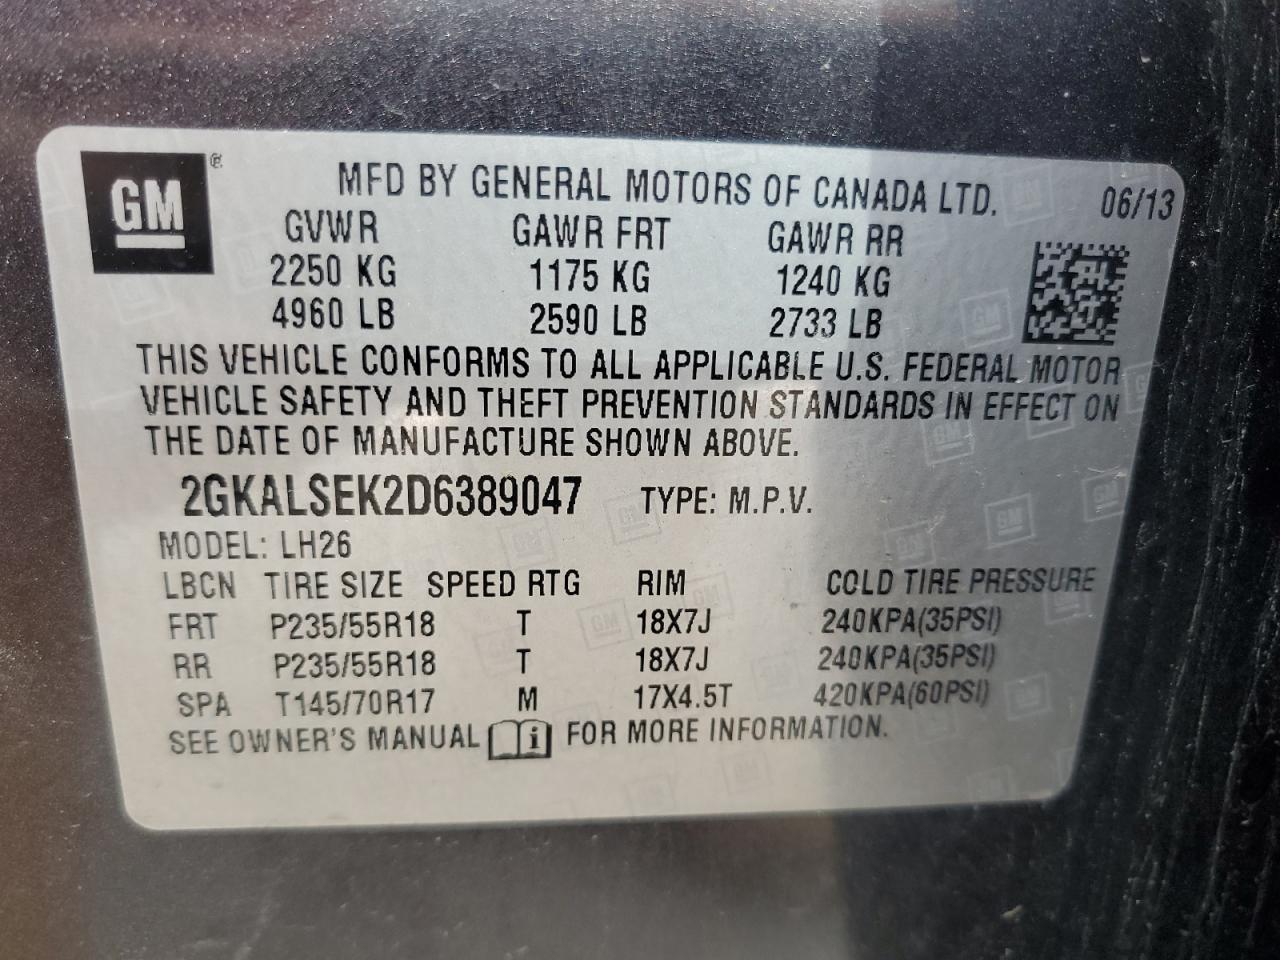 GM ®
MFD BY GENERAL MOTORS OF CANADA LTD. 06/13
GVWR GAWR FRT GAWR RR
2250 KG 1175 KG 1240 KG
4960 LB 2590 LB 2733 LB
THIS VEHICLE CONFORMS TO ALL APPLICABLE U.S. FEDERAL MOTOR
VEHICLE SAFETY AND THEFT PREVENTION STANDARDS IN EFFECT ON
THE DATE OF MANUFACTURE SHOWN ABOVE.
2GKALSEK2D6389047 TYPE: M.P.V.
MODEL: LH26
LBCN TIRE SIZE SPEED RTG RIM COLD TIRE PRESSURE
FRT P235/55R18 T 18X7J 240KPA(35PSI)
RR P235/55R18 T 18X7J 240KPA(35PSI)
SPA T145/70R17 M 17X4.5T 420KPA(60PSI)
SEE OWNER'S MANUAL i FOR MORE INFORMATION.